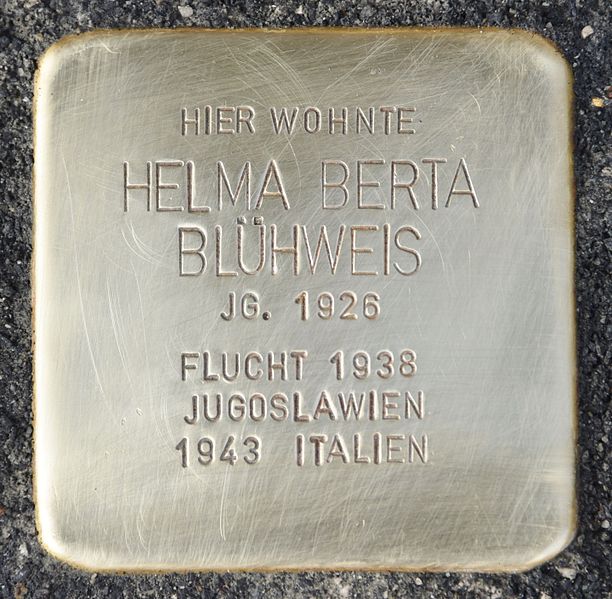 HIER WOHNTE
HELMA BERTA
BLÜHWEIS
JG. 1926
FLUCHT 1938
JUGOSLAWIEN
1943 ITALIEN